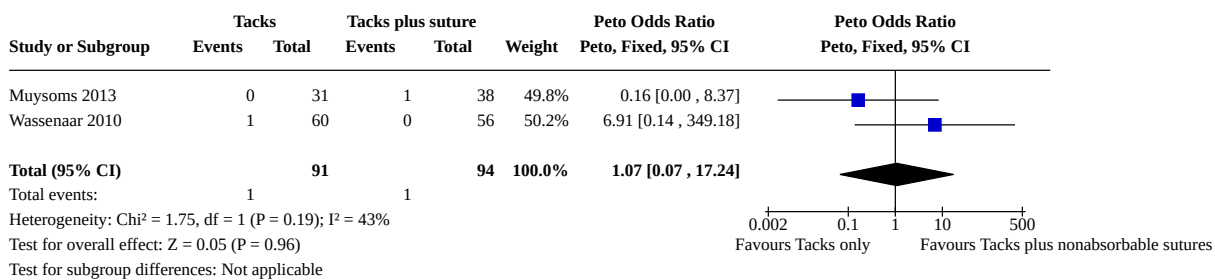 Tacks Tacks plus suture Peto Odds Ratio Peto Odds Ratio
Study or Subgroup Events Total Events Total Weight Peto, Fixed, 95% CI Peto, Fixed, 95% CI
Muysoms 2013 0 31 1 38 49.8% 0.16 [0.00 , 8.37]
Wassenaar 2010 1 60 0 56 50.2% 6.91 [0.14 , 349.18]
Total (95% CI) 91 94 100.0% 1.07 [0.07 , 17.24]
Total events: 1 1
Heterogeneity: Chi² = 1.75, df = 1 (P = 0.19); I² = 43%
0.002 0.1 1 10 500
Test for overall effect: Z = 0.05 (P = 0.96) Favours Tacks only Favours Tacks plus nonabsorbable sutures
Test for subgroup differences: Not applicable